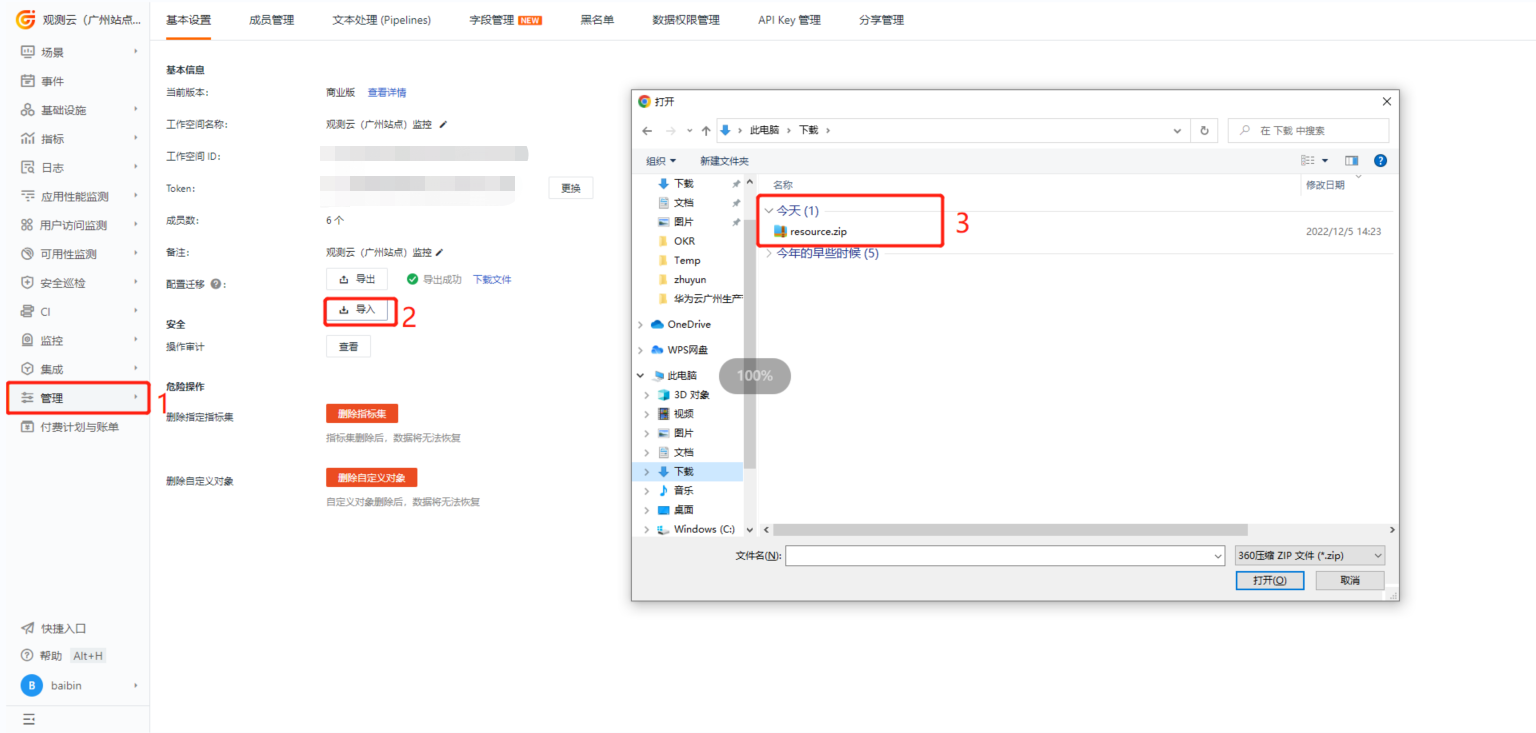 观测云（广州站点...
基本设置
成员管理
文本处理 (Pipelines)
字段管理 NEW
黑名单
数据权限管理
API Key 管理
分享管理
场景
事件
基础设施
指标
日志
应用性能监测
用户访问监测
可用性监测
安全巡检
CI
监控
集成
管理
1
付费计划与账单
快捷入口
帮助 Alt+H
B baibin
基本信息
当前版本: 商业版 查看详情
工作空间名称: 观测云（广州站点）监控
工作空间 ID:
Token: 更换
成员数: 6 个
备注: 观测云（广州站点）监控
配置迁移 ? : 导出 导出成功 下载文件
导入 2
安全
操作审计 查看
危险操作
删除指定指标集 删除指标集
指标集删除后，数据将无法恢复
删除自定义对象 删除自定义对象
自定义对象删除后，数据将无法恢复
打开
此电脑 › 下载 ›
在 下载 中搜索
组织 新建文件夹
?
下载
文档
图片
OKR
Temp
zhuyun
华为云广州生产
OneDrive
WPS网盘
此电脑
3D 对象
视频
图片
文档
下载
音乐
桌面
Windows (C:)
名称 修改日期
今天 (1)
3
resource.zip 2022/12/5 14:23
今年的早些时候 (5)
100%
文件名(N): 360压缩 ZIP 文件 (*.zip)
打开(O) 取消